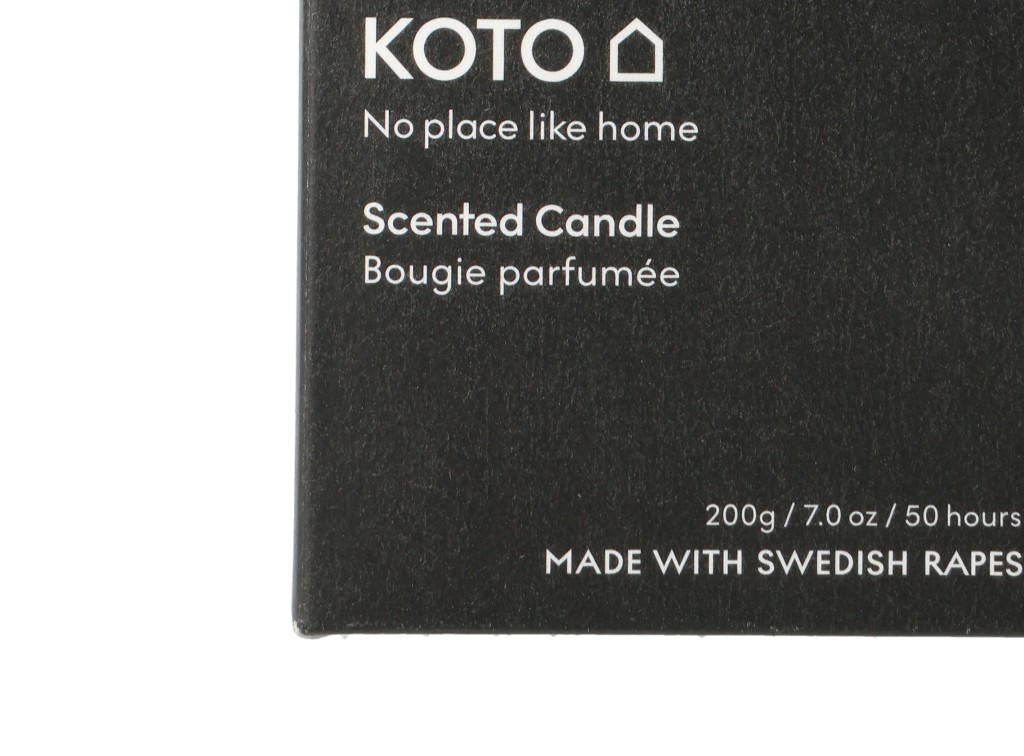 KOTO
No place like home
Scented Candle
Bougie parfumée
200g / 7.0 oz / 50 hours
MADE WITH SWEDISH RAPES